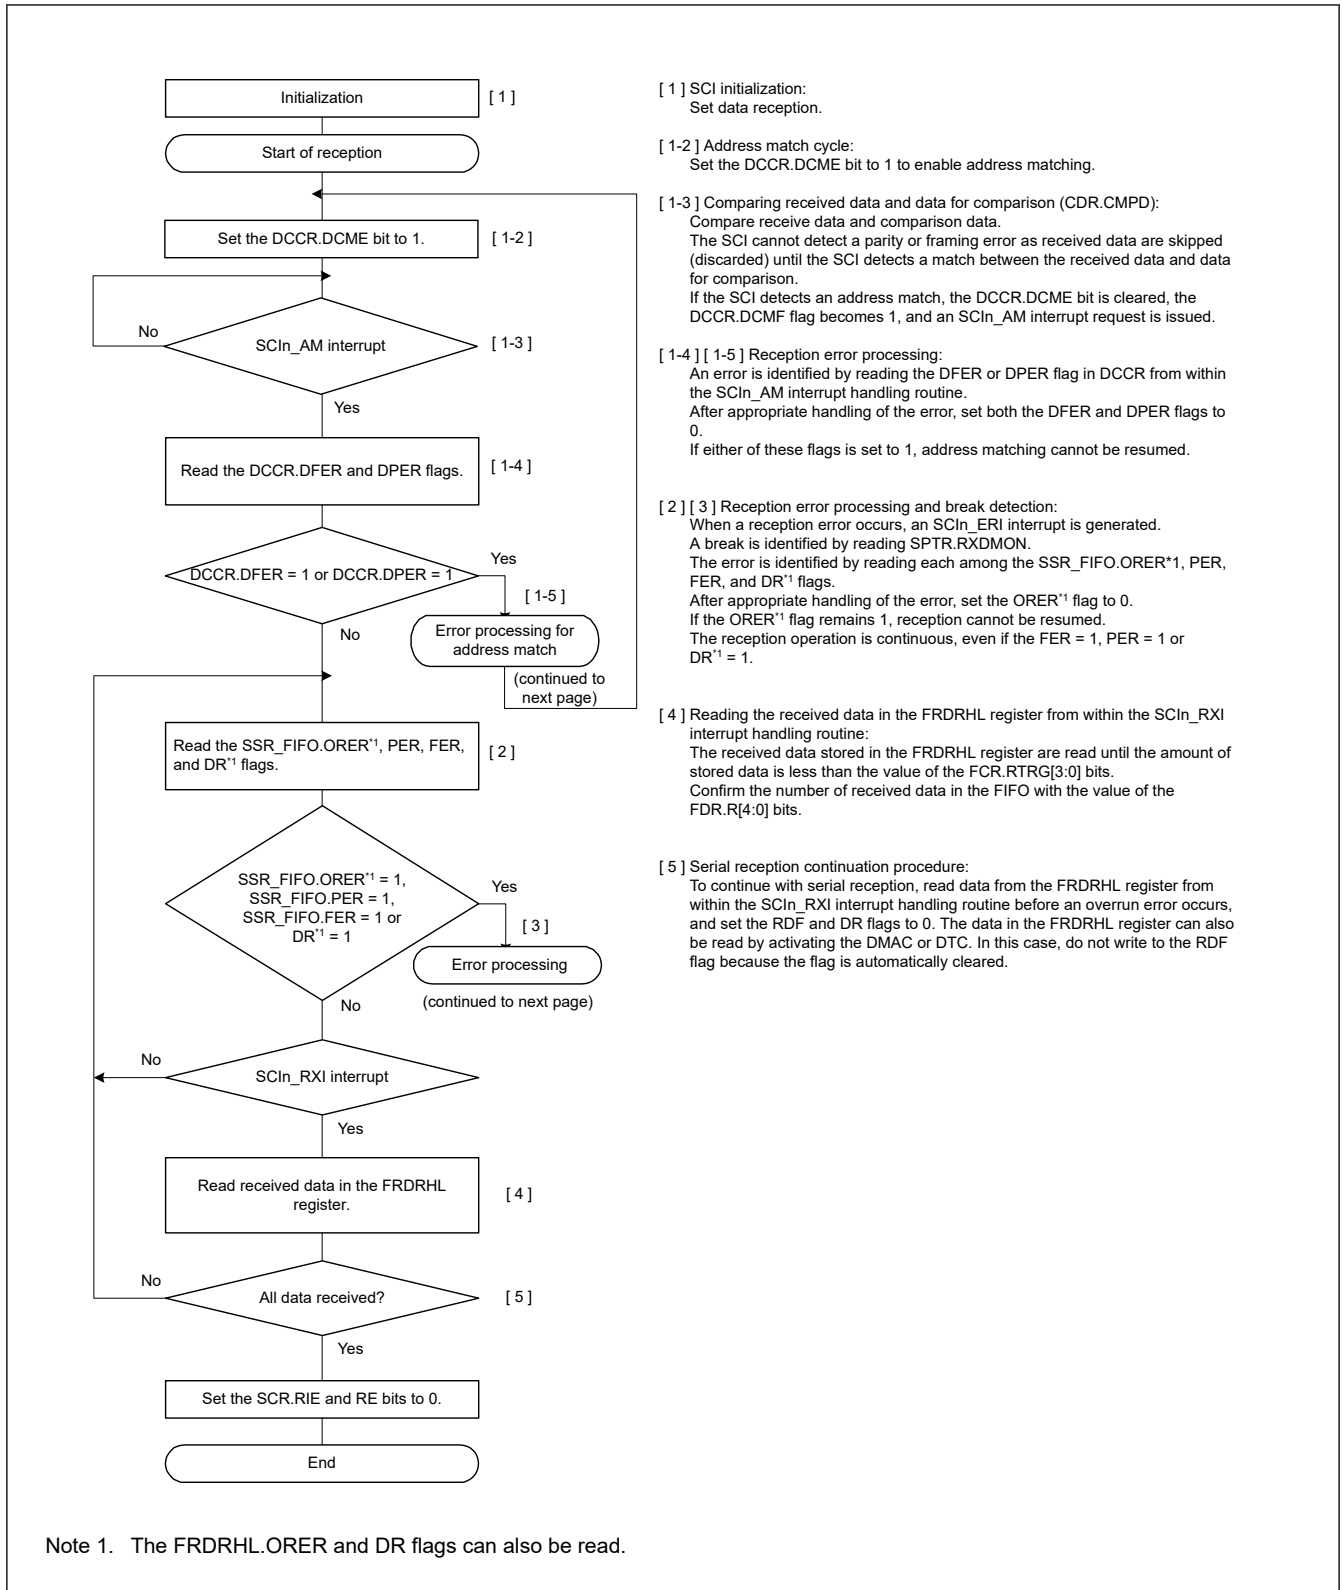 Initialization
[ 1 ]
Start of reception
Set the DCCR.DCME bit to 1.
[ 1-2 ]
No
SCIn_AM interrupt
[ 1-3 ]
Yes
Read the DCCR.DFER and DPER flags.
[ 1-4 ]
DCCR.DFER = 1 or DCCR.DPER = 1
Yes
[ 1-5 ]
No
Error processing for
address match
(continued to
next page)
Read the SSR_FIFO.ORER*1, PER, FER,
and DR*1 flags.
[ 2 ]
SSR_FIFO.ORER*1 = 1,
SSR_FIFO.PER = 1,
SSR_FIFO.FER = 1 or
DR*1 = 1
Yes
[ 3 ]
Error processing
(continued to next page)
No
No
SCIn_RXI interrupt
Yes
Read received data in the FRDRHL
register.
[ 4 ]
No
All data received?
[ 5 ]
Yes
Set the SCR.RIE and RE bits to 0.
End
[ 1 ] SCI initialization:
Set data reception.
[ 1-2 ] Address match cycle:
Set the DCCR.DCME bit to 1 to enable address matching.
[ 1-3 ] Comparing received data and data for comparison (CDR.CMPD):
Compare receive data and comparison data.
The SCI cannot detect a parity or framing error as received data are skipped
(discarded) until the SCI detects a match between the received data and data
for comparison.
If the SCI detects an address match, the DCCR.DCME bit is cleared, the
DCCR.DCMF flag becomes 1, and an SCIn_AM interrupt request is issued.
[ 1-4 ] [ 1-5 ] Reception error processing:
An error is identified by reading the DFER or DPER flag in DCCR from within
the SCIn_AM interrupt handling routine.
After appropriate handling of the error, set both the DFER and DPER flags to
0.
If either of these flags is set to 1, address matching cannot be resumed.
[ 2 ] [ 3 ] Reception error processing and break detection:
When a reception error occurs, an SCIn_ERI interrupt is generated.
A break is identified by reading SPTR.RXDMON.
The error is identified by reading each among the SSR_FIFO.ORER*1, PER,
FER, and DR*1 flags.
After appropriate handling of the error, set the ORER*1 flag to 0.
If the ORER*1 flag remains 1, reception cannot be resumed.
The reception operation is continuous, even if the FER = 1, PER = 1 or
DR*1 = 1.
[ 4 ] Reading the received data in the FRDRHL register from within the SCIn_RXI
interrupt handling routine:
The received data stored in the FRDRHL register are read until the amount of
stored data is less than the value of the FCR.RTRG[3:0] bits.
Confirm the number of received data in the FIFO with the value of the
FDR.R[4:0] bits.
[ 5 ] Serial reception continuation procedure:
To continue with serial reception, read data from the FRDRHL register from
within the SCIn_RXI interrupt handling routine before an overrun error occurs,
and set the RDF and DR flags to 0. The data in the FRDRHL register can also
be read by activating the DMAC or DTC. In this case, do not write to the RDF
flag because the flag is automatically cleared.
Note 1. The FRDRHL.ORER and DR flags can also be read.